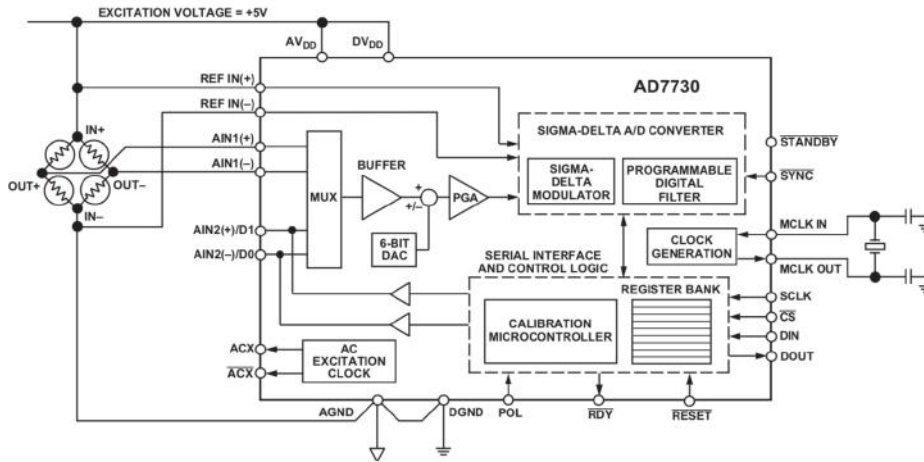 EXCITATION VOLTAGE = +5V
AVDD
DVDD
REF IN(+)
AD7730
REF IN(–)
SIGMA-DELTA A/D CONVERTER
STANDBY
IN+
AIN1(+)
BUFFER
SIGMA-
DELTA
MODULATOR
PROGRAMMABLE
DIGITAL
FILTER
SYNC
AIN1(–)
OUT+
OUT–
MUX
+
+/–
PGA
IN–
MCLK IN
AIN2(+)/D1
6-BIT
DAC
CLOCK
GENERATION
AIN2(–)/D0
SERIAL INTERFACE
AND CONTROL LOGIC
MCLK OUT
REGISTER BANK
SCLK
CS
CALIBRATION
MICROCONTROLLER
DIN
DOUT
ACX
AC
EXCITATION
CLOCK
ACX
AGND
DGND
POL
RDY
RESET